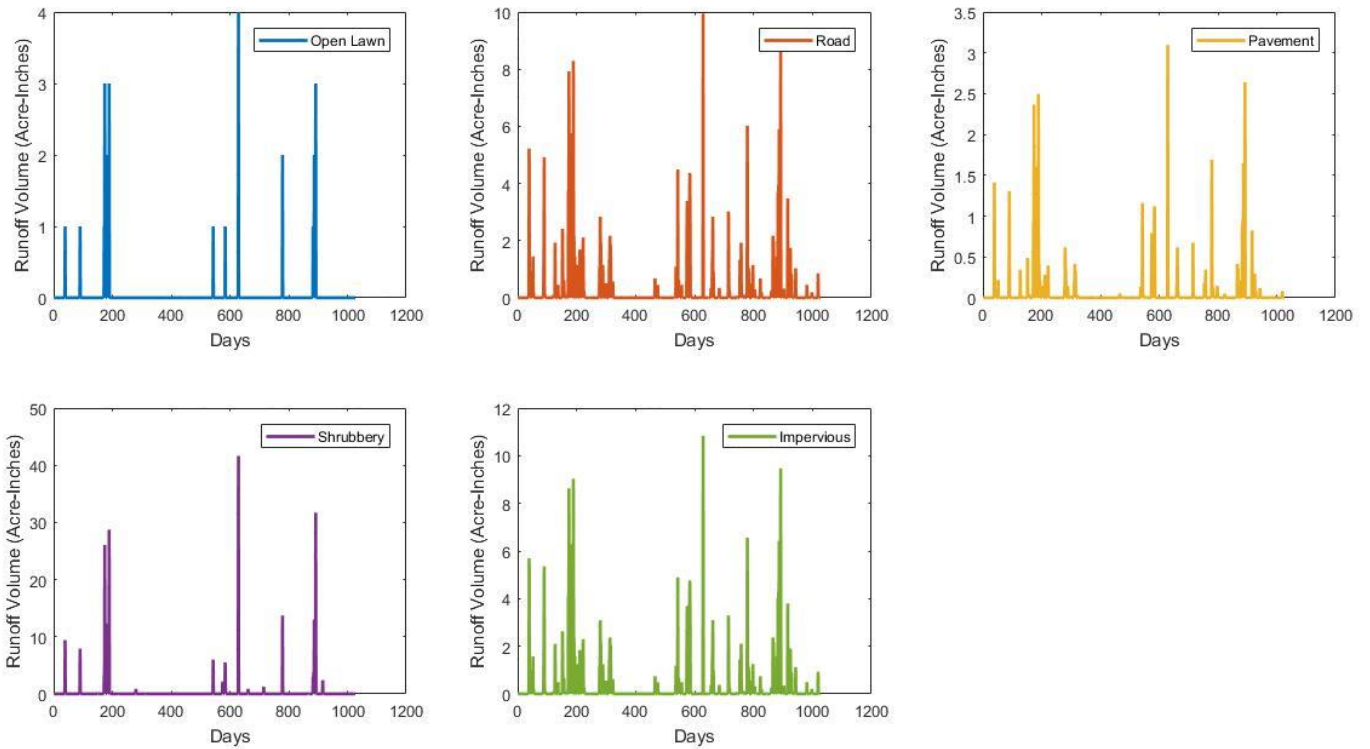 Open Lawn
Runoff Volume (Acre-Inches)
4
3
2
1
0
0 200 400 600 800 1000 1200
Days
Road
Runoff Volume (Acre-Inches)
10
8
6
4
2
0
0 200 400 600 800 1000 1200
Days
Pavement
Runoff Volume (Acre-Inches)
3.5
3
2.5
2
1.5
1
0.5
0
0 200 400 600 800 1000 1200
Days
Shrubbery
Runoff Volume (Acre-Inches)
50
40
30
20
10
0
0 200 400 600 800 1000 1200
Days
Impervious
Runoff Volume (Acre-Inches)
12
10
8
6
4
2
0
0 200 400 600 800 1000 1200
Days